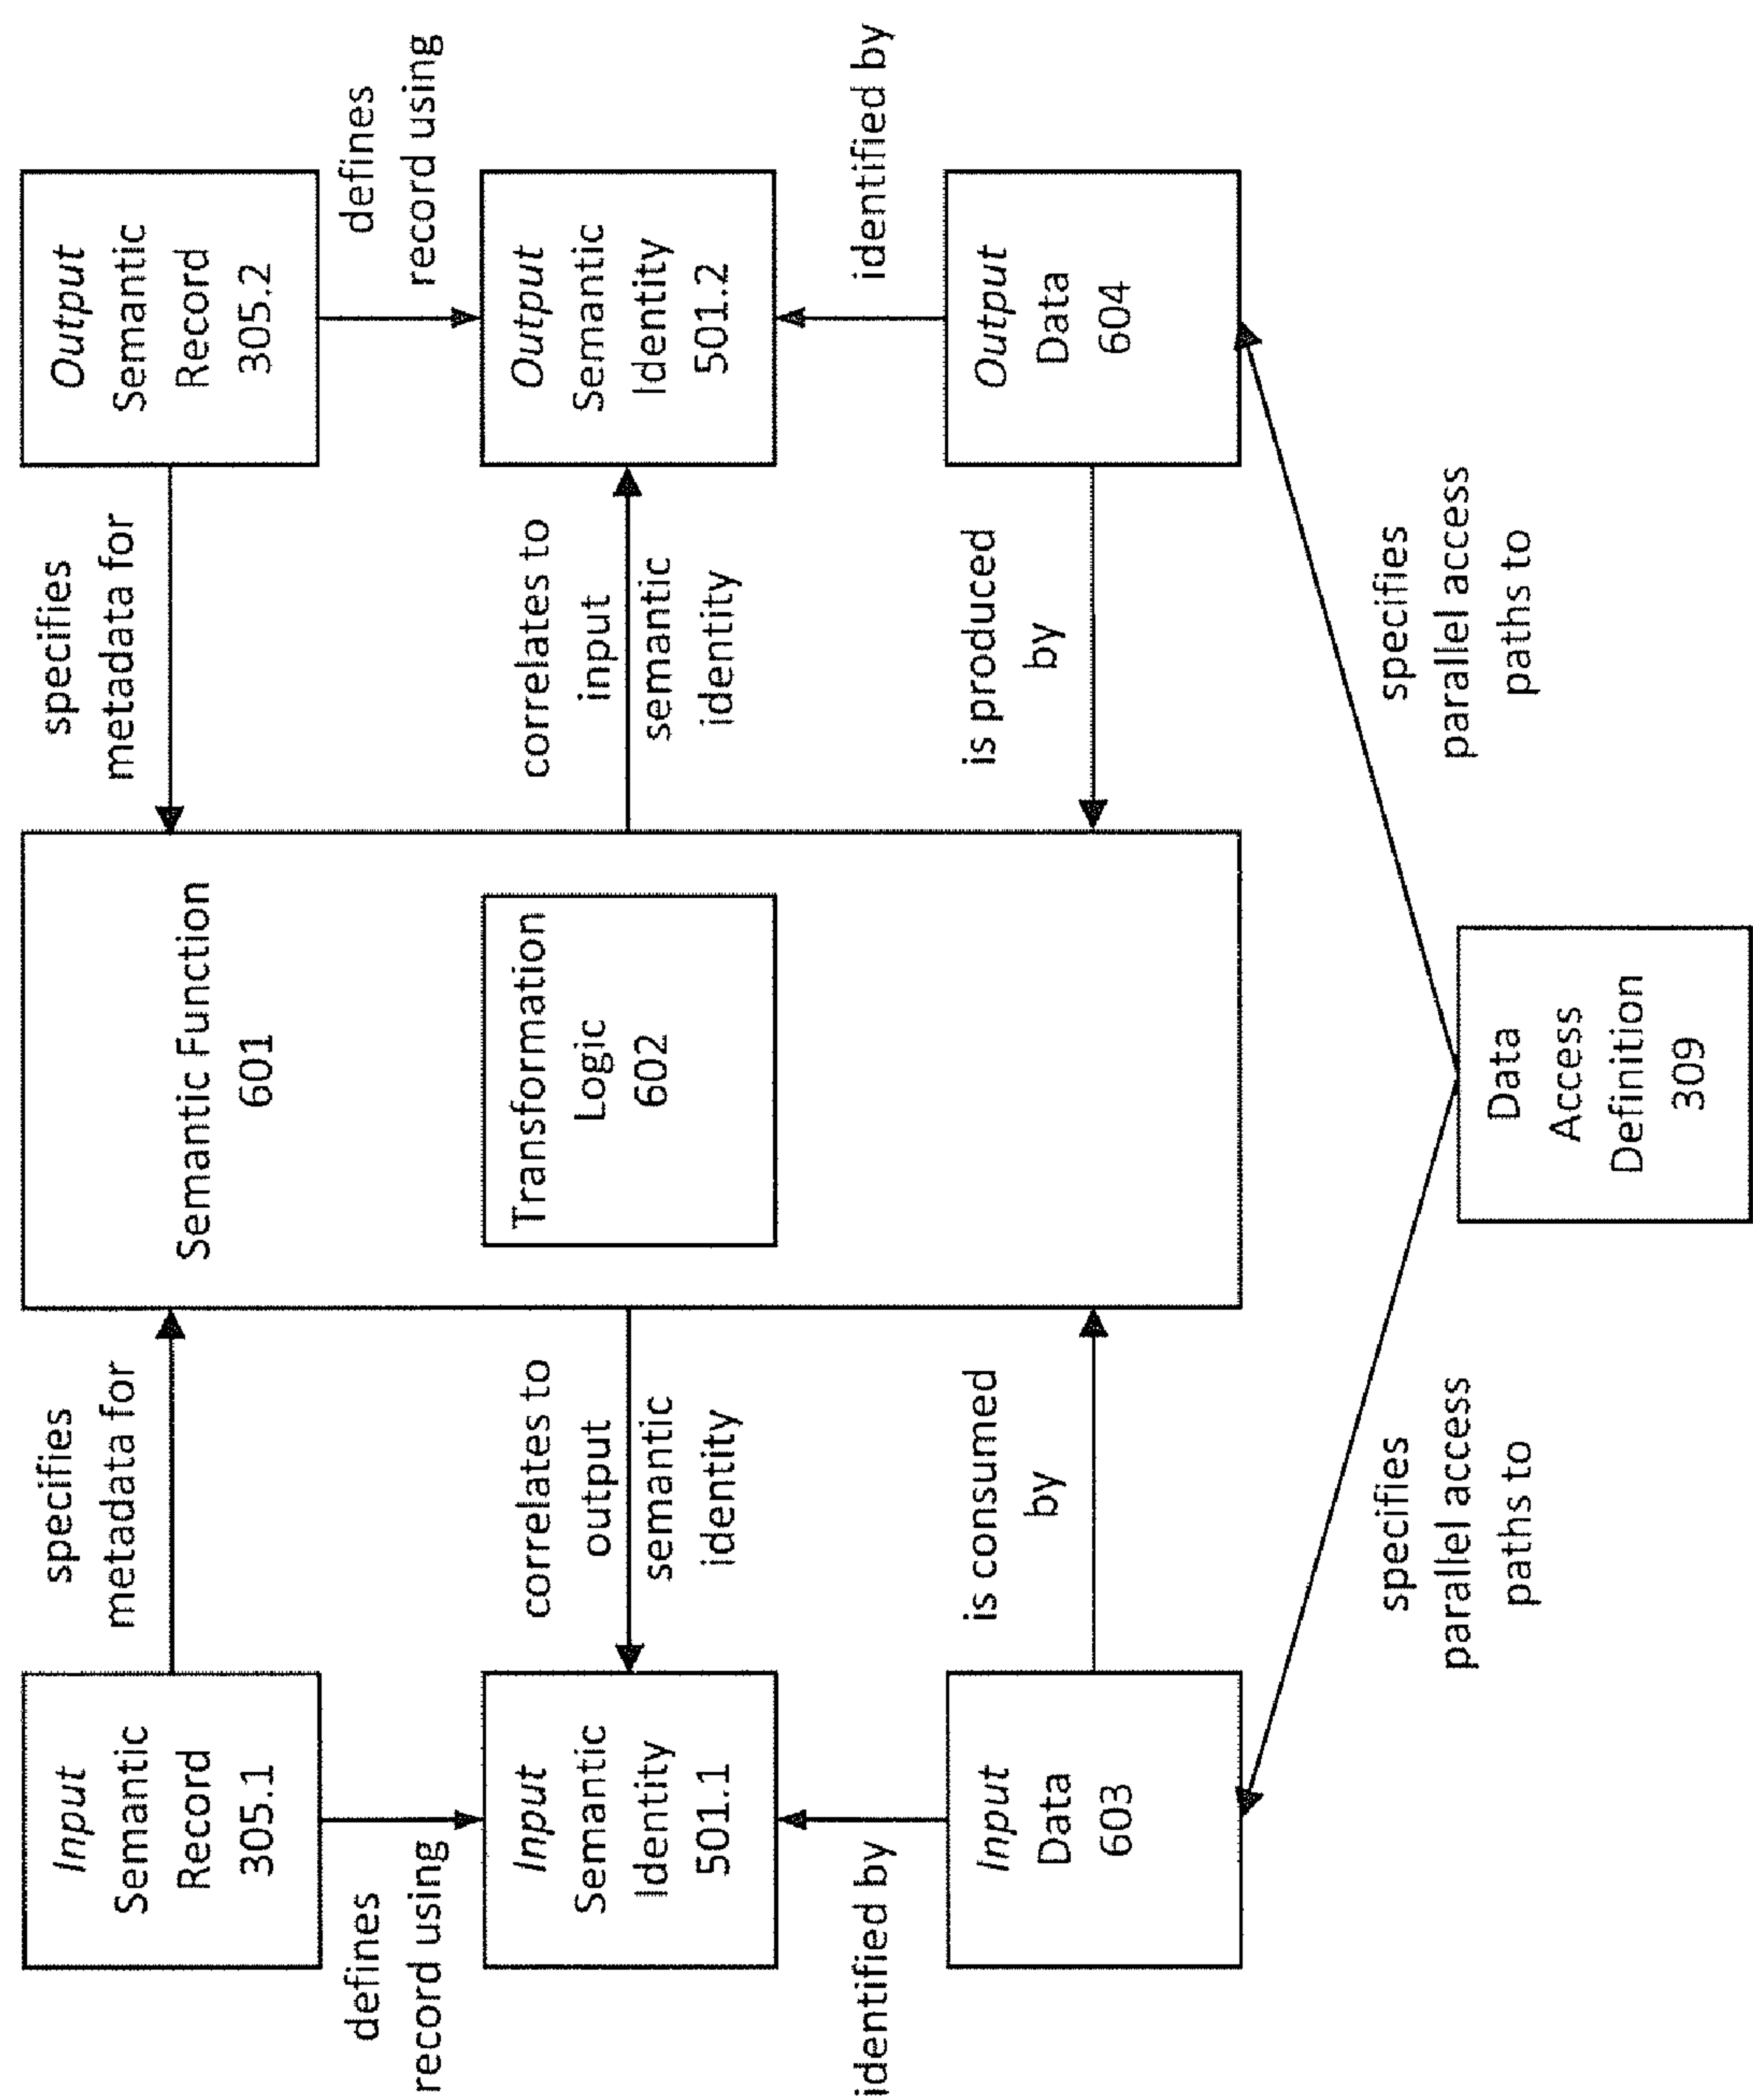 Input
Semantic
Record
305.1
specifies
metadata for
Semantic Function
601
specifies
metadata for
Output
Semantic
Record
305.2
defines
record using
defines
record using
Input
Semantic
Identity
501.1
correlates to
output
semantic
identity
Transformation
Logic
602
correlates to
input
semantic
identity
Output
Semantic
Identity
501.2
identified by
identified by
Input
Data
603
is consumed
by
is produced
by
Output
Data
604
specifies
parallel access
paths to
specifies
parallel access
paths to
Data
Access
Definition
309